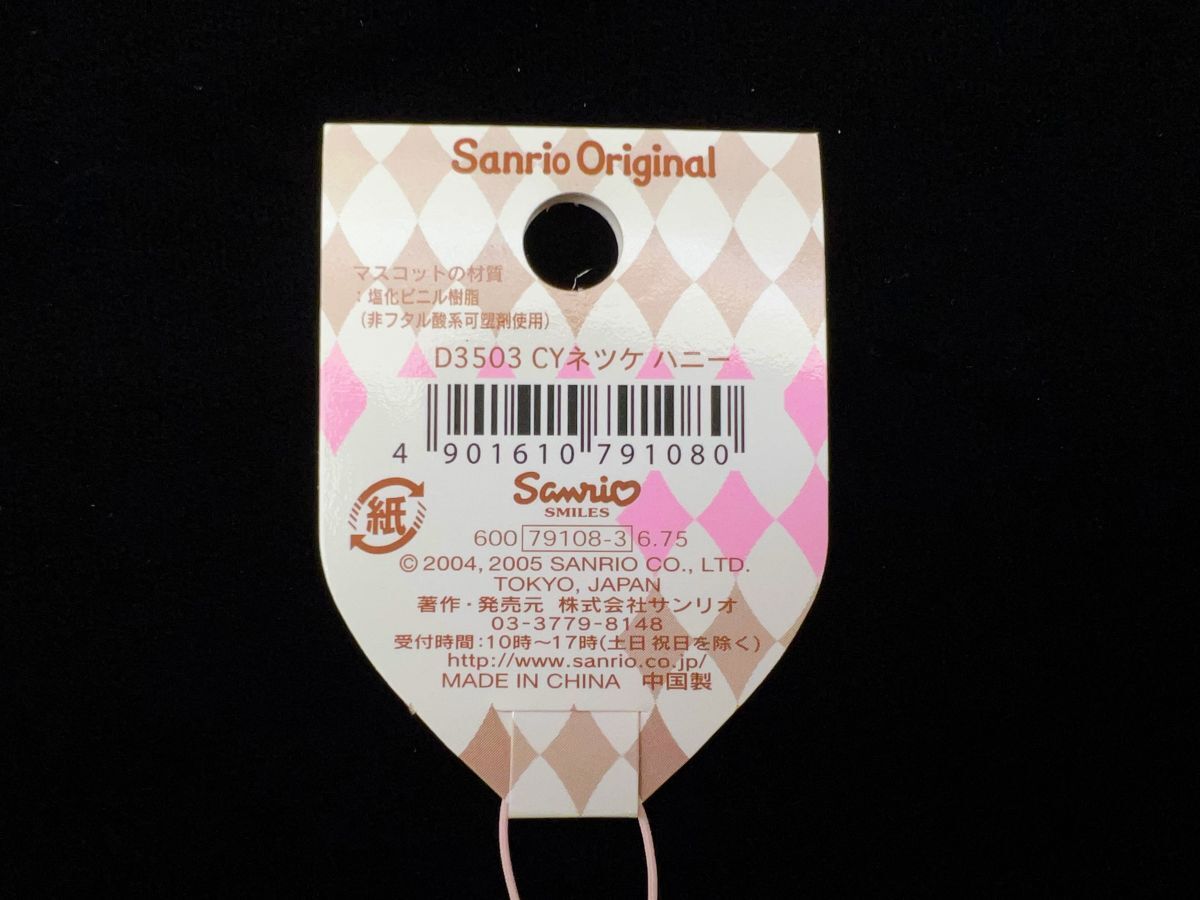 Sanrio Original
マスコットの材質
：塩化ビニル樹脂
（非フタル酸系可塑剤使用）
D3503 CYネツケ ハニー
4 901610 791080
Sanrio
SMILES
紙
600 79108-3 6.75
© 2004, 2005 SANRIO CO., LTD.
TOKYO, JAPAN
著作・発売元 株式会社サンリオ
03-3779-8148
受付時間：10時～17時(土日祝日を除く)
http://www.sanrio.co.jp/
MADE IN CHINA 中国製